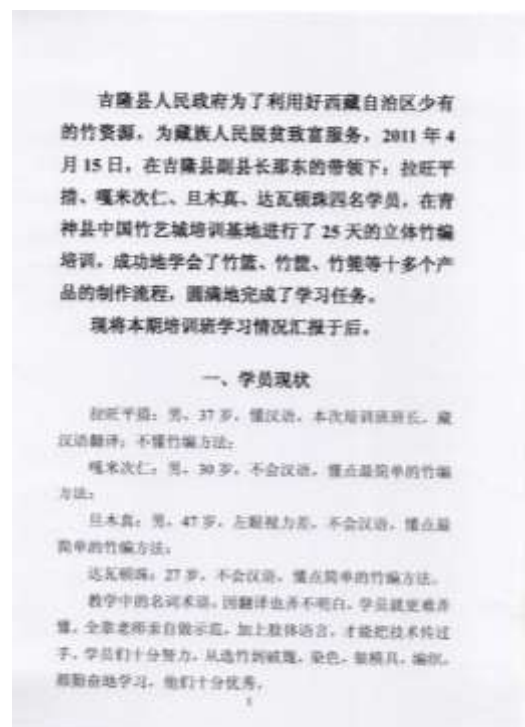 吉隆县人民政府为了利用好西藏自治区少有
的竹资源，为藏族人民脱贫致富服务，2011 年 4
月 15 日，在吉隆县副县长那东的带领下：拉旺平
措、嘎米次仁、旦木真、达瓦顿珠四名学员，在青
神县中国竹艺城培训基地进行了 25 天的立体竹编
培训，成功地学会了竹篮、竹筐、竹篼等十多个产
品的制作流程，圆满地完成了学习任务。
现将本期培训班学习情况汇报于后。
一、学员现状
拉旺平措：男，37 岁，懂汉语，本次培训班班长，藏
汉语翻译；不懂竹编方法；
嘎米次仁：男，30 岁，不会汉语，懂点最简单的竹编
方法；
旦木真：男，47 岁，左眼视力差，不会汉语，懂点最
简单的竹编方法；
达瓦顿珠：27 岁，不会汉语，懂点简单的竹编方法。
教学中的名词术语，因翻译也弄不明白，学员就更难弄
懂，全靠老师亲自做示范，加上肢体语言，才能把技术传过
手，学员们十分努力，从选竹到破篾，染色，做模具，编织，
都勤奋地学习，他们十分优秀。
1